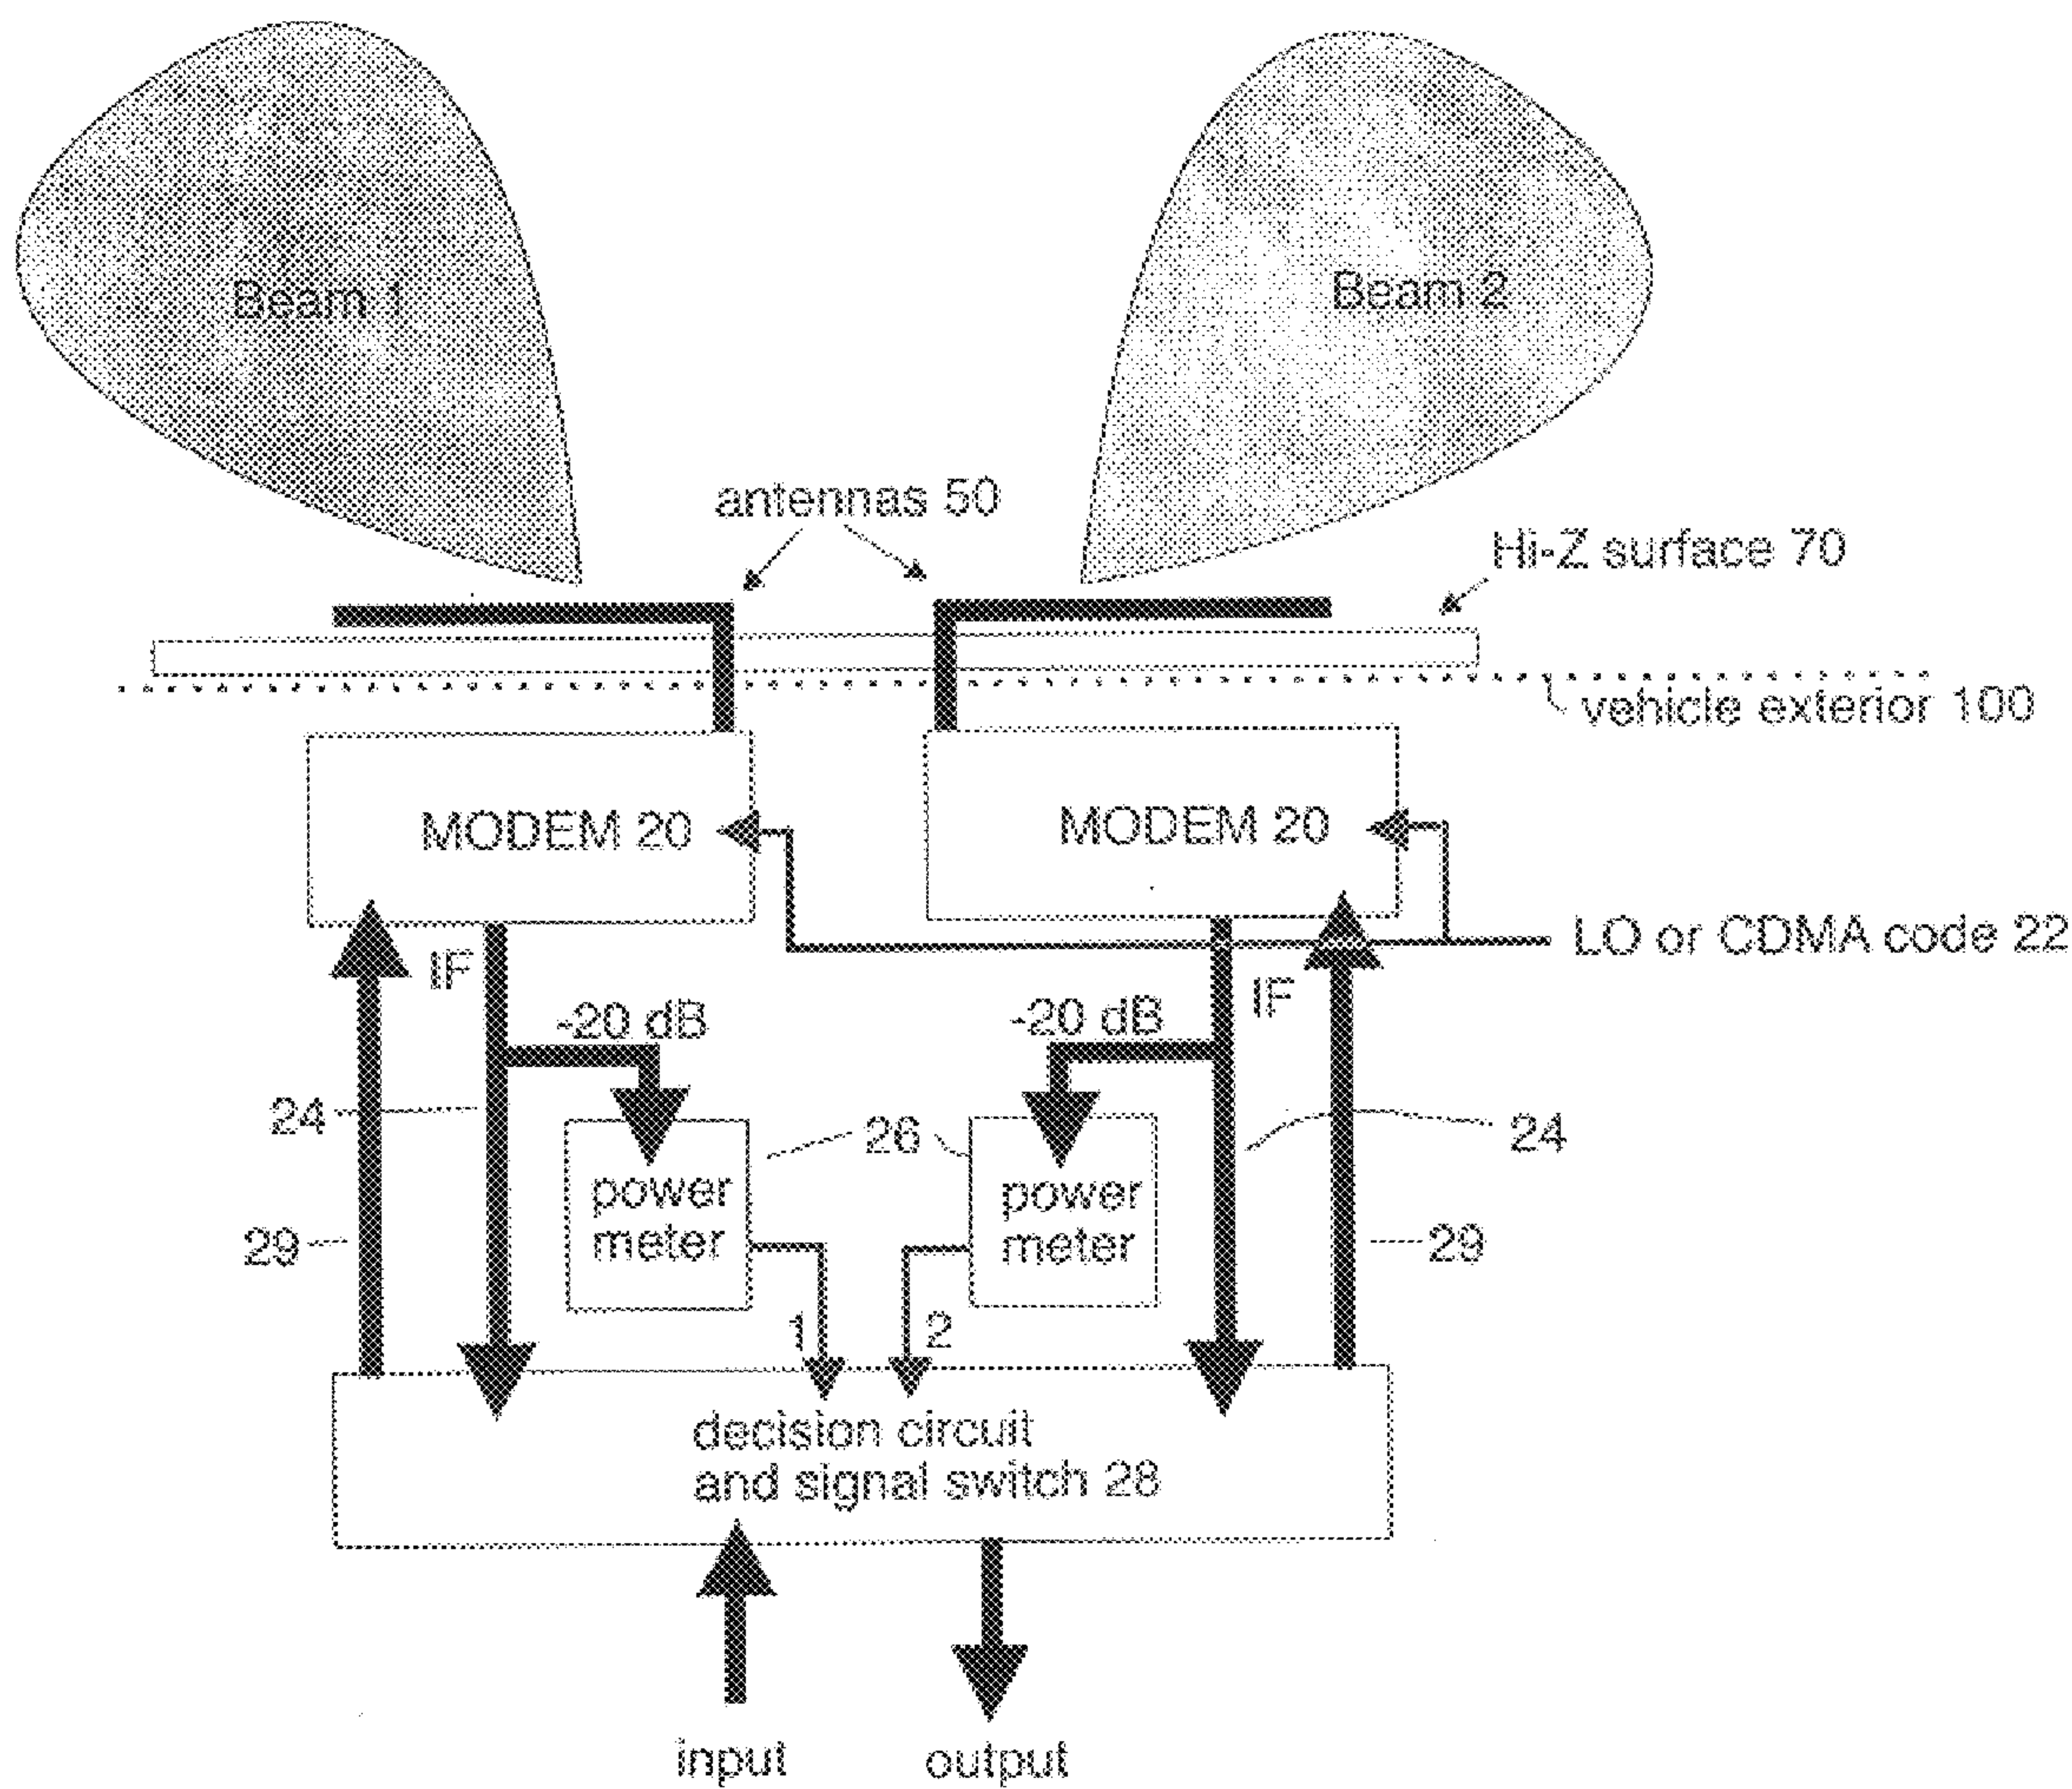 Beam 1
Beam 2
antennas 50
Hi-Z surface 70
vehicle exterior 100
MODEM 20
MODEM 20
LO or CDMA code 22
IF
IF
-20 dB
-20 dB
24
26
24
power
meter
power
meter
29
29
1
2
decision circuit
and signal switch 28
input
output